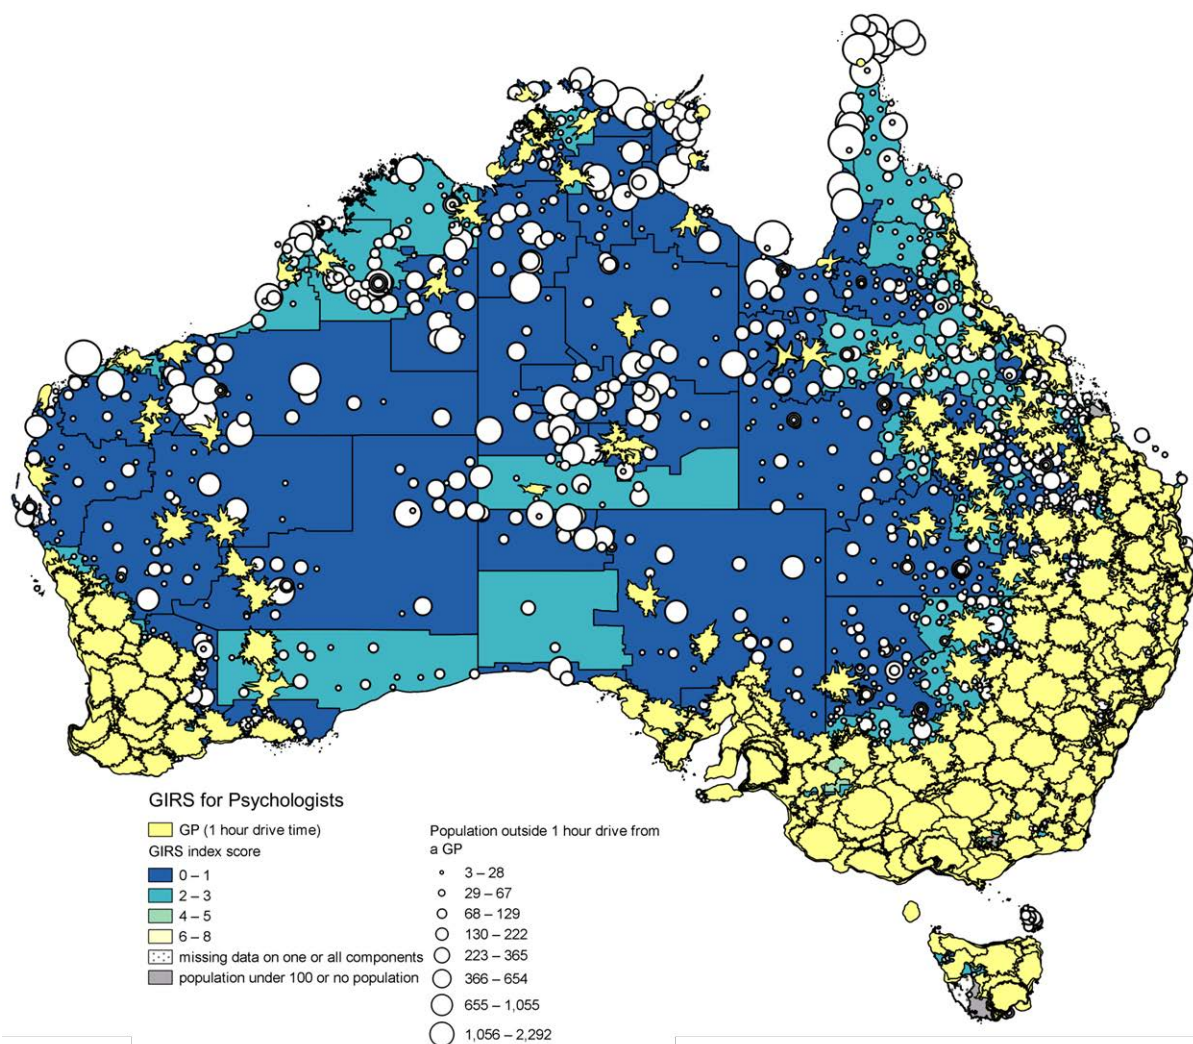 GIRS for Psychologists
GP (1 hour drive time)
GIRS index score
0 – 1
2 – 3
4 – 5
6 – 8
missing data on one or all components
population under 100 or no population
Population outside 1 hour drive from
a GP
3 – 28
29 – 67
68 – 129
130 – 222
223 – 365
366 – 654
655 – 1,055
1,056 – 2,292